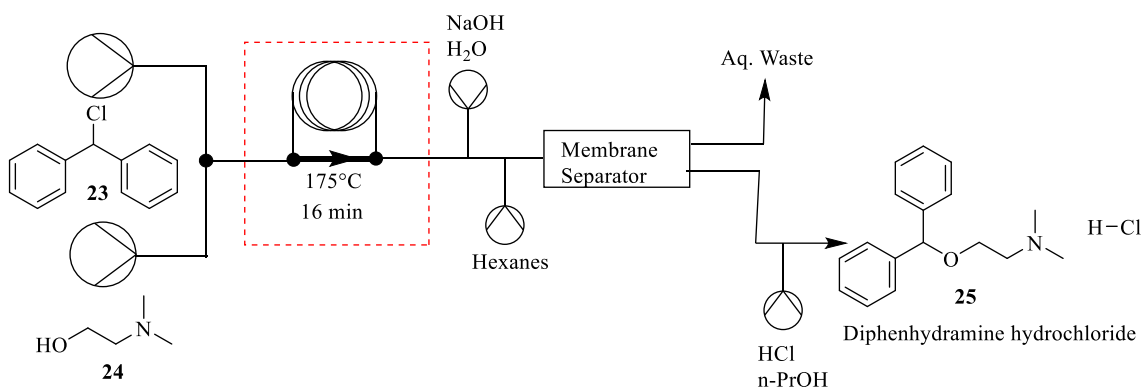 NaOH
H2O
Aq. Waste
Cl
23
175°C
16 min
Membrane
Separator
Hexanes
N
O
H-Cl
25
Diphenhydramine hydrochloride
HO
N
24
HCl
n-PrOH